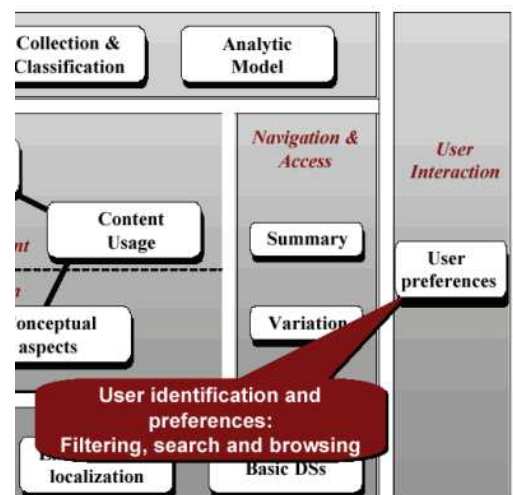 Collection &
Classification
Analytic
Model
Navigation &
Access
User
Interaction
Content
Usage
Summary
User
preferences
onceptual
aspects
Variation
User identification and
preferences:
Filtering, search and browsing
localization
Basic DSs